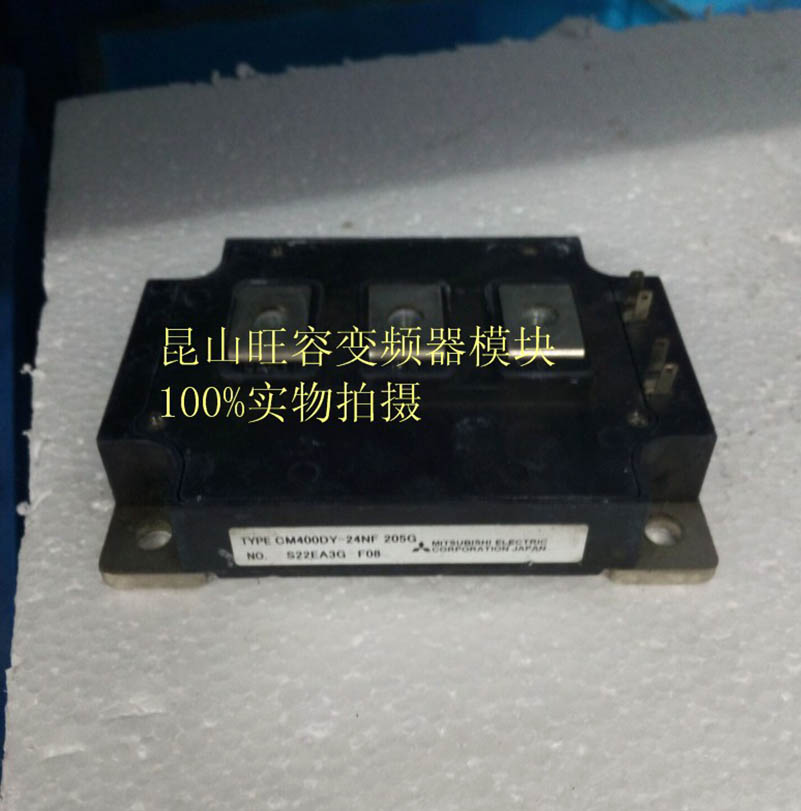 昆山旺容变频器模块
100%实物拍摄
TYPE CM400DY-24NF 205G
NO. S22EA3G F08
MITSUBISHI ELECTRIC
CORPORATION JAPAN